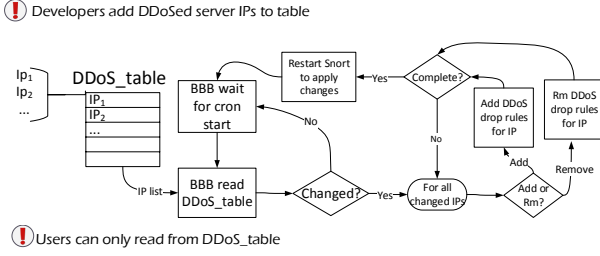 Developers add DDoSed server IPs to table
Ip1
Ip2
...
DDoS_table
IP1
IP2
...
IP list
BBB wait
for cron
start
BBB read
DDoS_table
Restart Snort
to apply
changes
Yes
Complete?
No
No
Changed?
Yes
For all
changed IPs
Add DDoS
drop rules
for IP
Rm DDoS
drop rules
for IP
Add
Remove
Add or
Rm?
Users can only read from DDoS_table